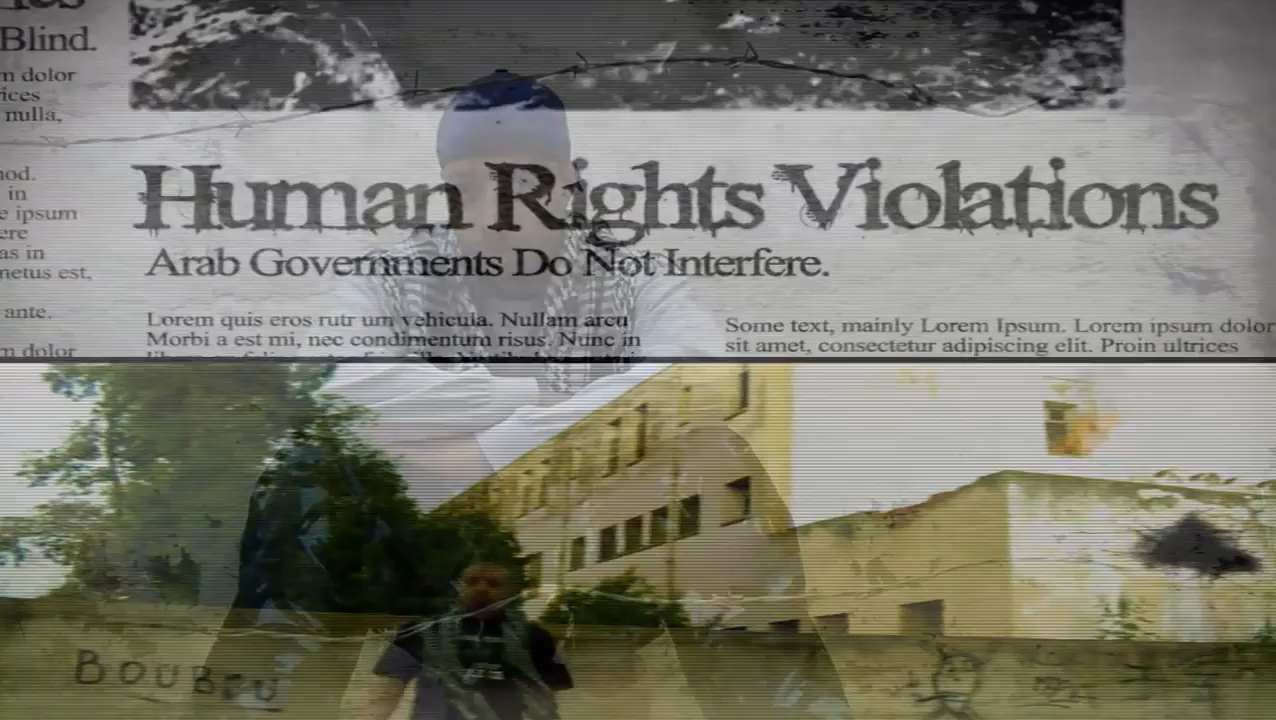 Blind.
m dolor
rices
nulla,
nod.
in
e ipsum
ere
as in
metus est,
ante.
m dolor
Human Rights Violations
Arab Governments Do Not Interfere.
Lorem quis eros rutr um vehicula. Nullam arcu
Morbi a est mi, nec condimentum risus. Nunc in
Some text, mainly Lorem Ipsum. Lorem ipsum dolor
sit amet, consectetur adipiscing elit. Proin ultrices
BOUBOU